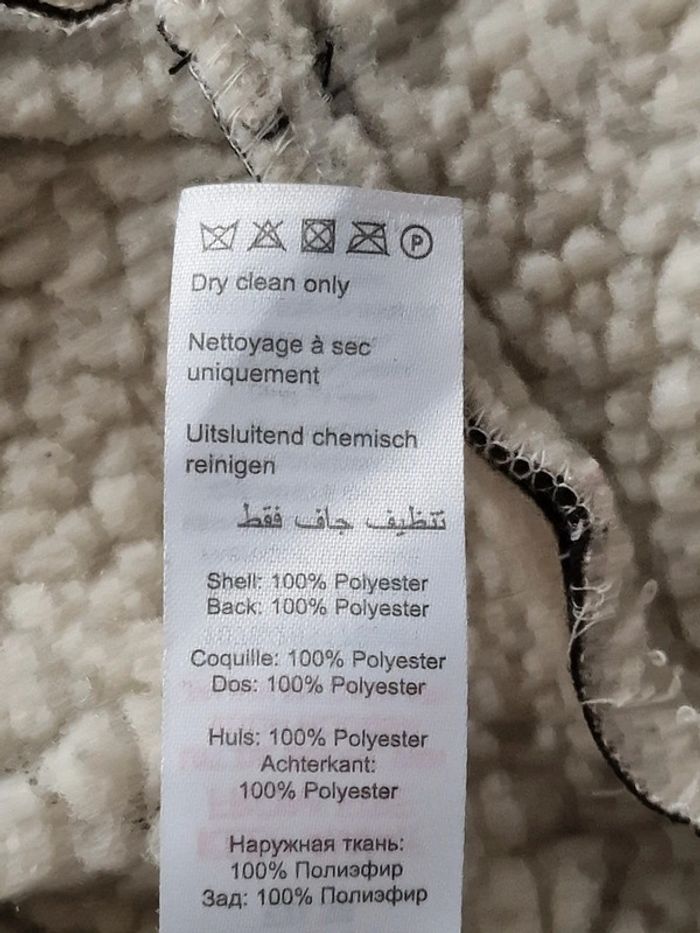 P
Dry clean only
Nettoyage à sec
uniquement
Uitsluitend chemisch
reinigen
تنظيف جاف فقط
Shell: 100% Polyester
Back: 100% Polyester
Coquille: 100% Polyester
Dos: 100% Polyester
Huls: 100% Polyester
Achterkant:
100% Polyester
Наружная ткань:
100% Полиэфир
Зад: 100% Полиэфир